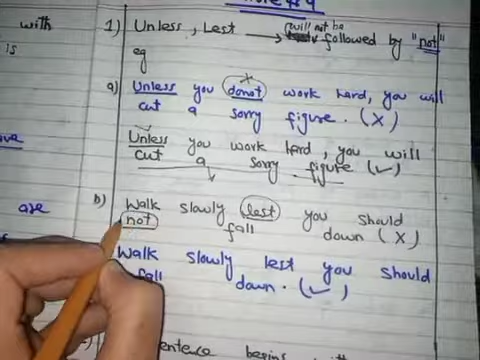 with
is
are
1) Unless, Lest → will not be followed by "not"
eg
a) Unless you donot work hard, you will
cut a sorry figure. (X)
Unless you work hard, you will
cut a sorry figure. (✓)
b) Walk slowly lest you should
not fall down (X)
Walk slowly lest you should
fall down. (✓)
sentence begins with